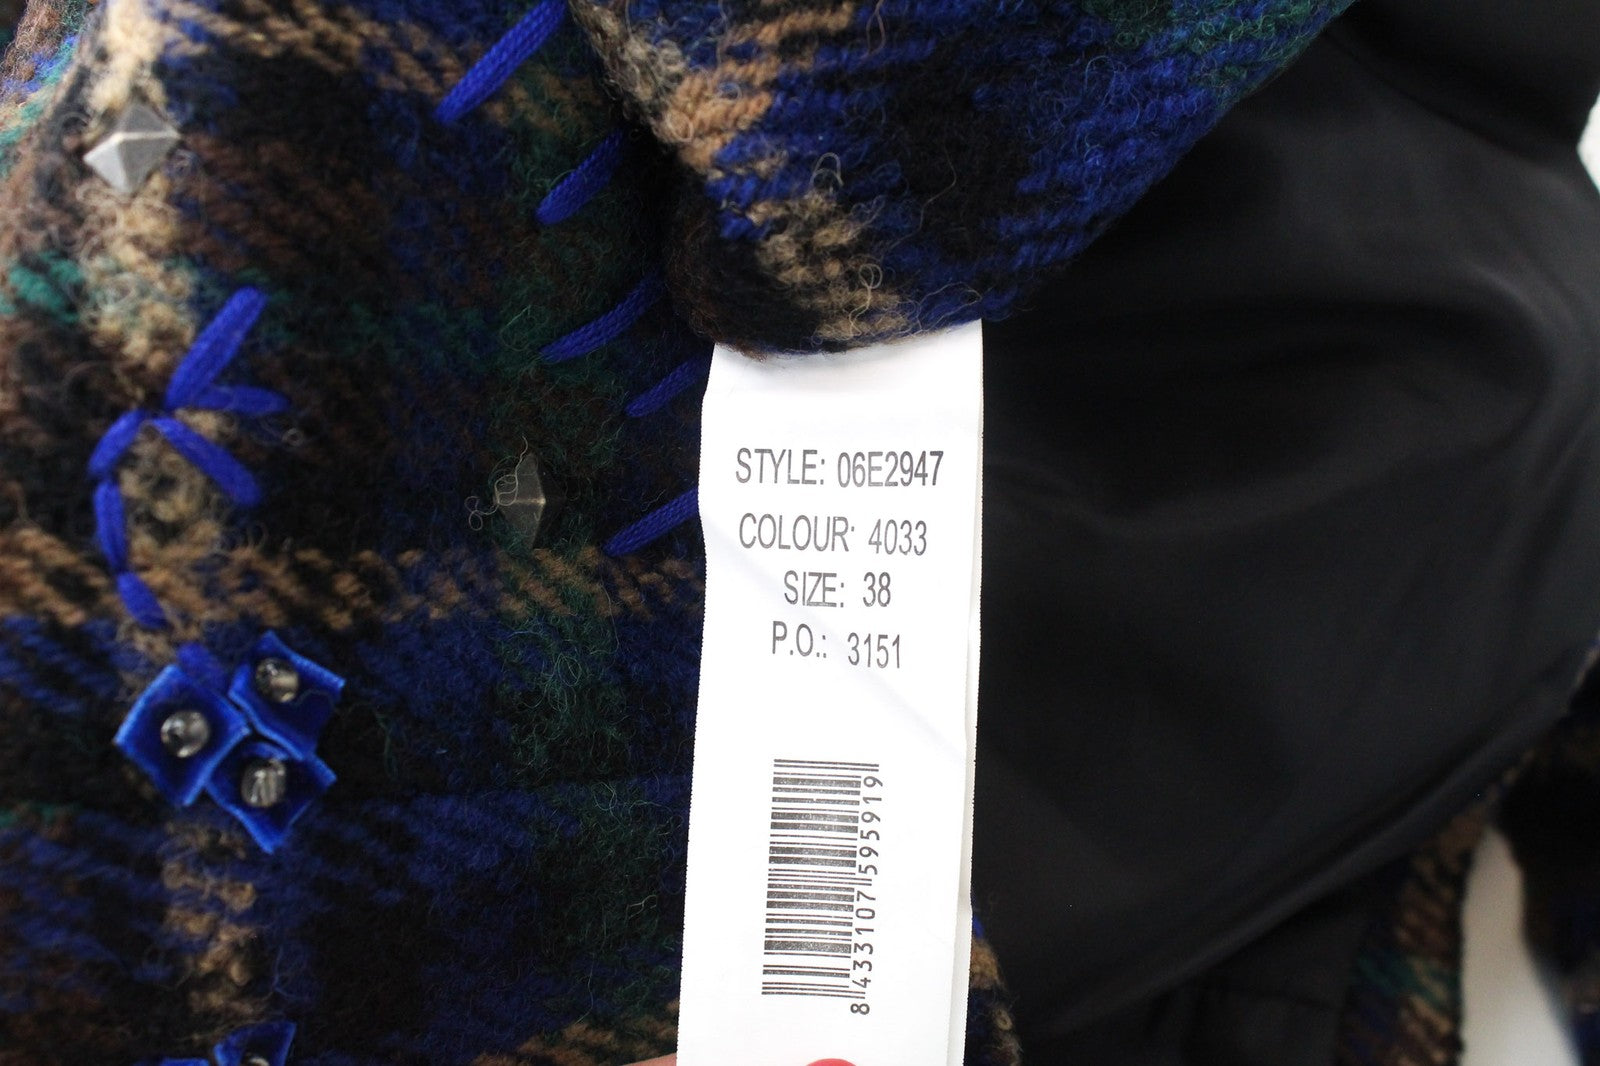 STYLE: 06E2947
COLOUR: 4033
SIZE: 38
P.O.: 3151
8433107595919